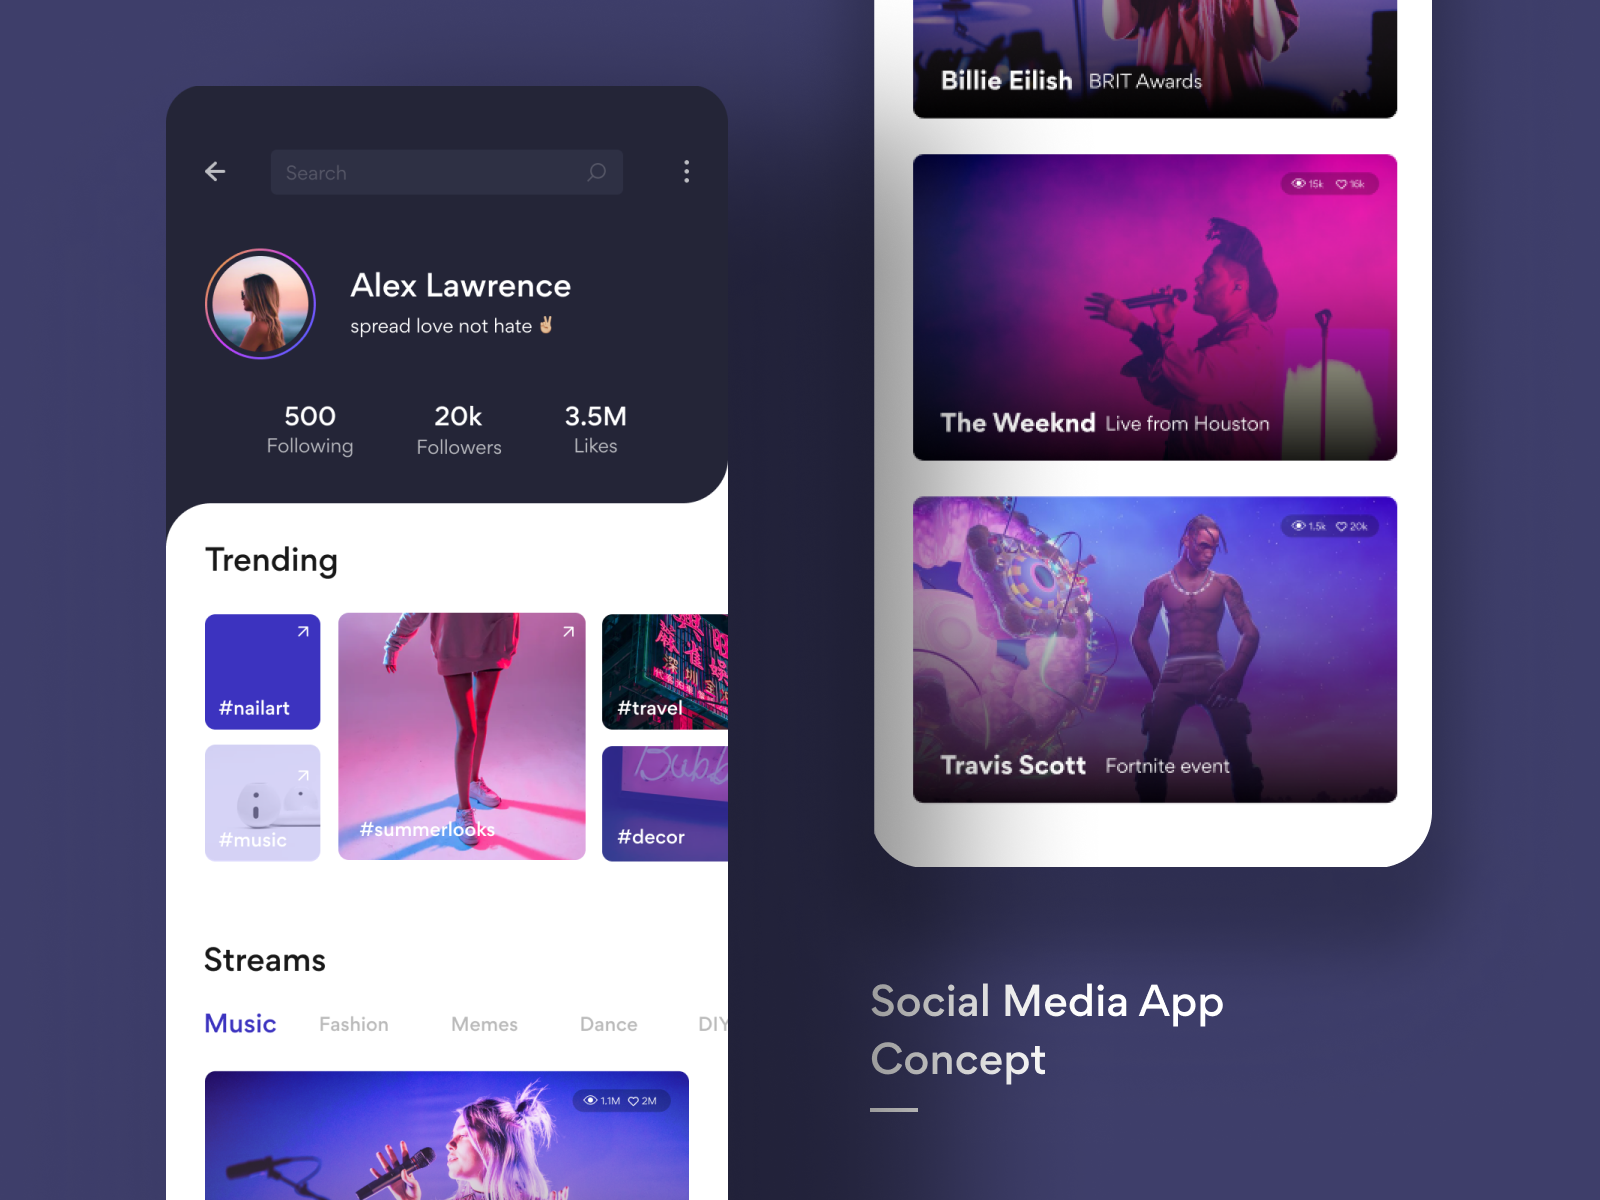 Search
Alex Lawrence
spread love not hate ✌🏼
500
Following
20k
Followers
3.5M
Likes
Trending
#nailart
#music
#summerlooks
#travel
#decor
Streams
Music Fashion Memes Dance DIY
1.1M 2M
Billie Eilish BRIT Awards
15k 16k
The Weeknd Live from Houston
1.5k 20k
Travis Scott Fortnite event
Social Media App
Concept